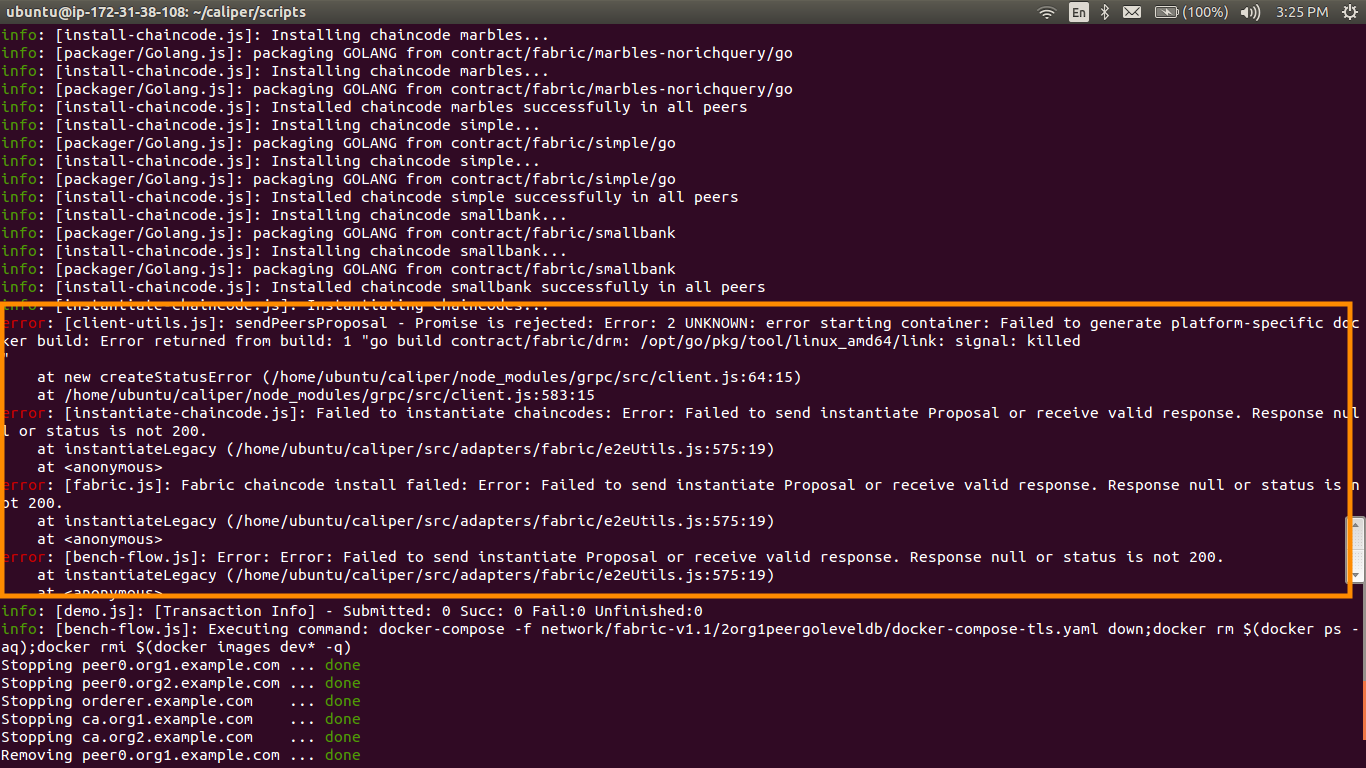 ubuntu@ip-172-31-38-108: ~/caliper/scripts
En
(100%)
3:25 PM
info: [install-chaincode.js]: Installing chaincode marbles...
info: [packager/Golang.js]: packaging GOLANG from contract/fabric/marbles-norichquery/go
info: [install-chaincode.js]: Installing chaincode marbles...
info: [packager/Golang.js]: packaging GOLANG from contract/fabric/marbles-norichquery/go
info: [install-chaincode.js]: Installed chaincode marbles successfully in all peers
info: [install-chaincode.js]: Installing chaincode simple...
info: [packager/Golang.js]: packaging GOLANG from contract/fabric/simple/go
info: [install-chaincode.js]: Installing chaincode simple...
info: [packager/Golang.js]: packaging GOLANG from contract/fabric/simple/go
info: [install-chaincode.js]: Installed chaincode simple successfully in all peers
info: [install-chaincode.js]: Installing chaincode smallbank...
info: [packager/Golang.js]: packaging GOLANG from contract/fabric/smallbank
info: [install-chaincode.js]: Installing chaincode smallbank...
info: [packager/Golang.js]: packaging GOLANG from contract/fabric/smallbank
info: [install-chaincode.js]: Installed chaincode smallbank successfully in all peers
info: [instantiate-chaincode.js]: Instantiating chaincodes...
error: [client-utils.js]: sendPeersProposal - Promise is rejected: Error: 2 UNKNOWN: error starting container: Failed to generate platform-specific doc
ker build: Error returned from build: 1 "go build contract/fabric/drm: /opt/go/pkg/tool/linux_amd64/link: signal: killed
"
at new createStatusError (/home/ubuntu/caliper/node_modules/grpc/src/client.js:64:15)
at /home/ubuntu/caliper/node_modules/grpc/src/client.js:583:15
error: [instantiate-chaincode.js]: Failed to instantiate chaincodes: Error: Failed to send instantiate Proposal or receive valid response. Response nul
l or status is not 200.
at instantiateLegacy (/home/ubuntu/caliper/src/adapters/fabric/e2eUtils.js:575:19)
at <anonymous>
error: [fabric.js]: Fabric chaincode install failed: Error: Failed to send instantiate Proposal or receive valid response. Response null or status is n
ot 200.
at instantiateLegacy (/home/ubuntu/caliper/src/adapters/fabric/e2eUtils.js:575:19)
at <anonymous>
error: [bench-flow.js]: Error: Error: Failed to send instantiate Proposal or receive valid response. Response null or status is not 200.
at instantiateLegacy (/home/ubuntu/caliper/src/adapters/fabric/e2eUtils.js:575:19)
at <anonymous>
info: [demo.js]: [Transaction Info] - Submitted: 0 Succ: 0 Fail:0 Unfinished:0
info: [bench-flow.js]: Executing command: docker-compose -f network/fabric-v1.1/2org1peergoleveldb/docker-compose-tls.yaml down;docker rm $(docker ps -
aq);docker rmi $(docker images dev* -q)
Stopping peer0.org1.example.com ... done
Stopping peer0.org2.example.com ... done
Stopping orderer.example.com    ... done
Stopping ca.org1.example.com    ... done
Stopping ca.org2.example.com    ... done
Removing peer0.org1.example.com ... done